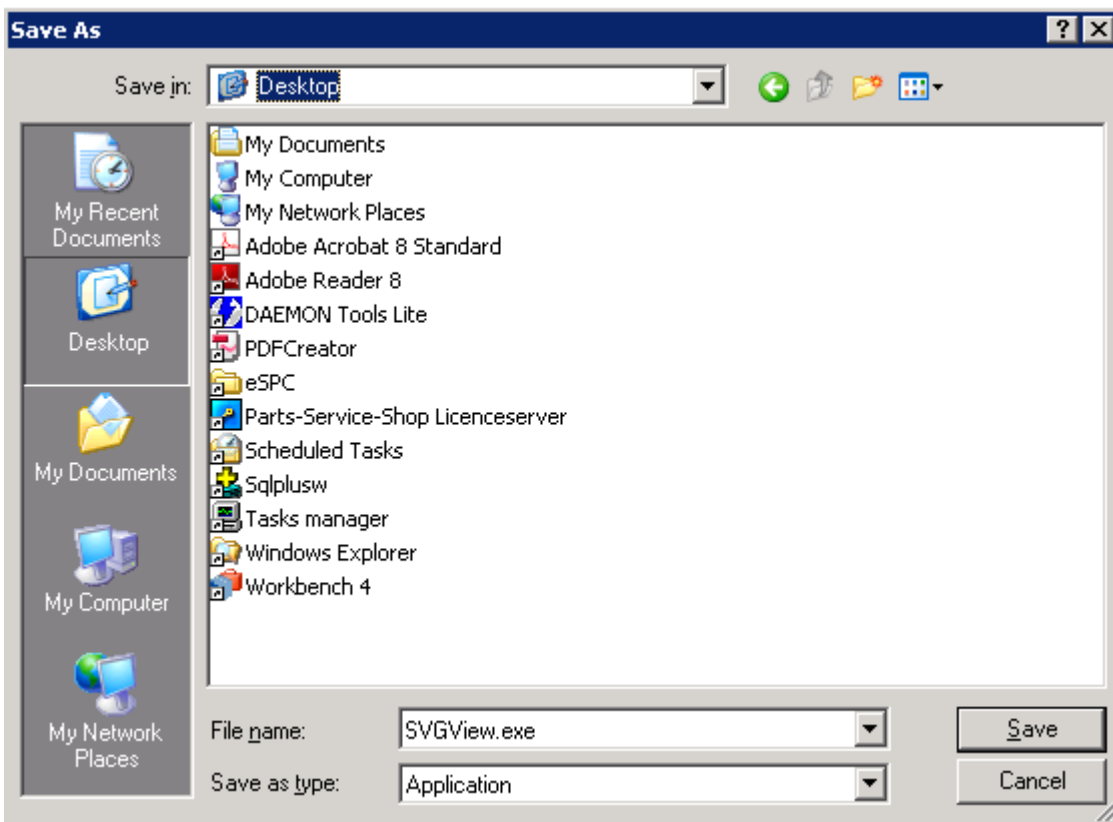 Save As
Save in:
Desktop
My Recent
Documents
Desktop
My Documents
My Computer
My Network
Places
My Documents
My Computer
My Network Places
Adobe Acrobat 8 Standard
Adobe Reader 8
DAEMON Tools Lite
PDFCreator
eSPC
Parts-Service-Shop Licenceserver
Scheduled Tasks
Sqlplusw
Tasks manager
Windows Explorer
Workbench 4
File name:
SVGView.exe
Save
Save as type:
Application
Cancel